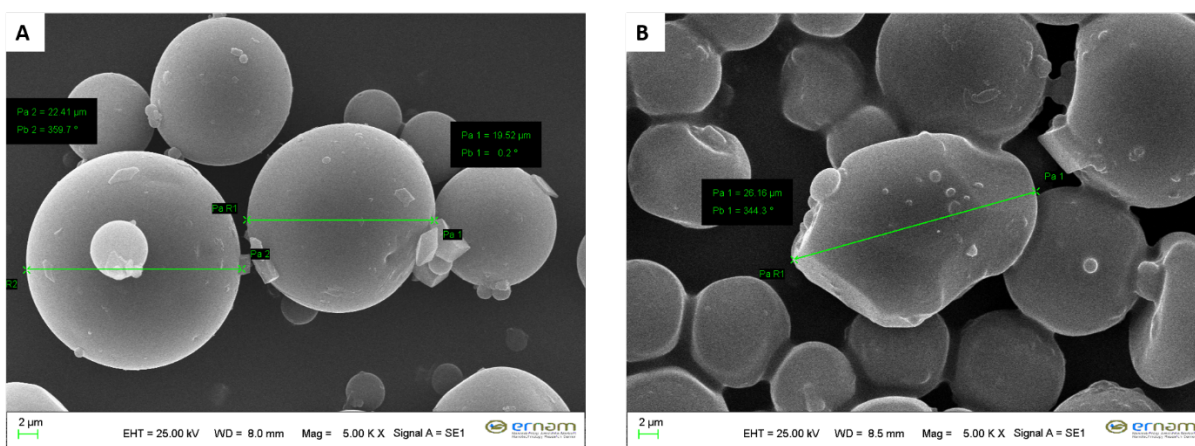 A
Pa 2 = 22.41 µm
Pb 2 = 359.7 °
Pa 1 = 19.52 µm
Pb 1 = 0.2 °
Pa R1
Pa 1
Pa 2
R2
2 µm
EHT = 25.00 kV WD = 8.0 mm Mag = 5.00 K X Signal A = SE1
ernam
B
Pa 1 = 26.16 µm
Pb 1 = 344.3 °
Pa 1
Pa R1
2 µm
EHT = 25.00 kV WD = 8.5 mm Mag = 5.00 K X Signal A = SE1
ernam